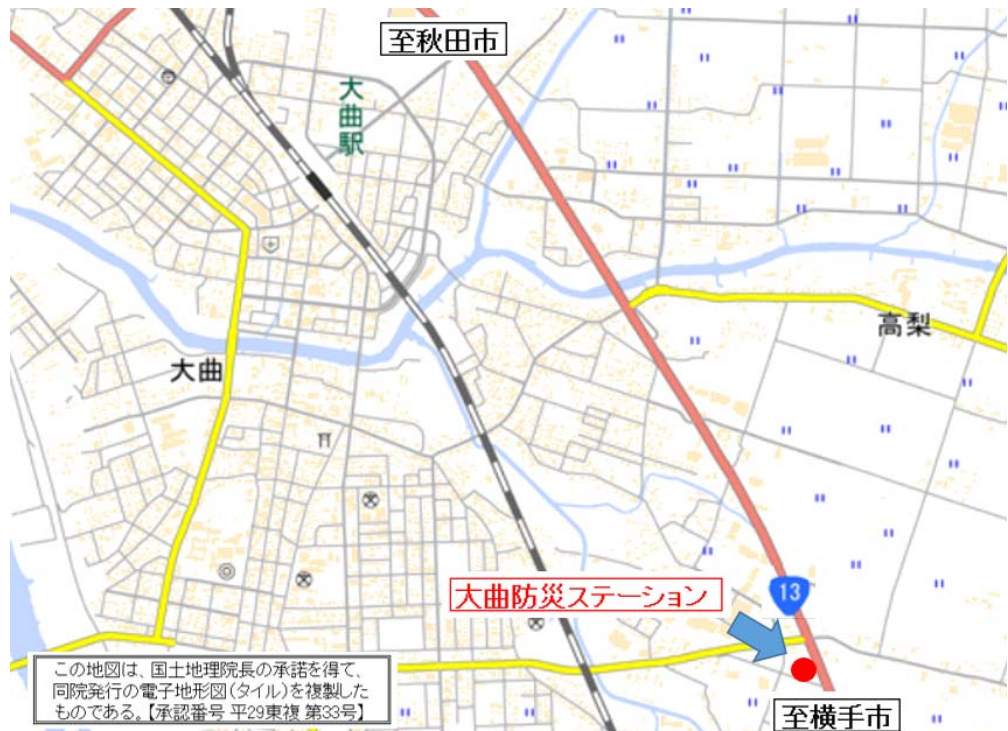 至秋田市
大曲駅
高梨
大曲
13
大曲防災ステーション
この地図は、国土地理院長の承諾を得て、
同院発行の電子地形図(タイル)を複製した
ものである。【承認番号 平29東複 第33号】
至横手市